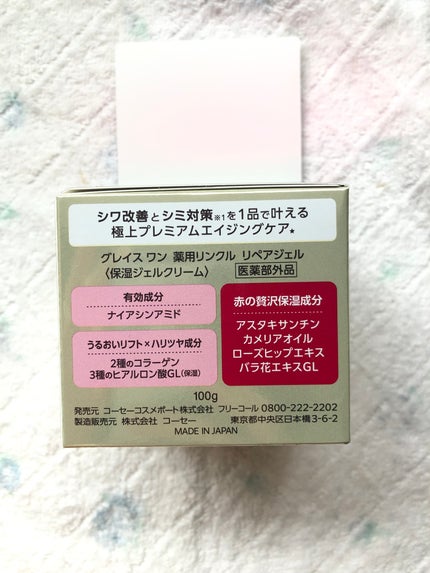 シワ改善とシミ対策※1を1品で叶える
極上プレミアムエイジングケア★
グレイス ワン 薬用リンクル リペアジェル
〈保湿ジェルクリーム〉 医薬部外品
有効成分
ナイアシンアミド
うるおいリフト×ハリツヤ成分
2種のコラーゲン
3種のヒアルロン酸GL(保湿)
赤の贅沢保湿成分
アスタキサンチン
カメリアオイル
ローズヒップエキス
バラ花エキスGL
100g
発売元 コーセーコスメポート株式会社 フリーコール 0800-222-2202
製造販売元 株式会社 コーセー 東京都中央区日本橋3-6-2
MADE IN JAPAN